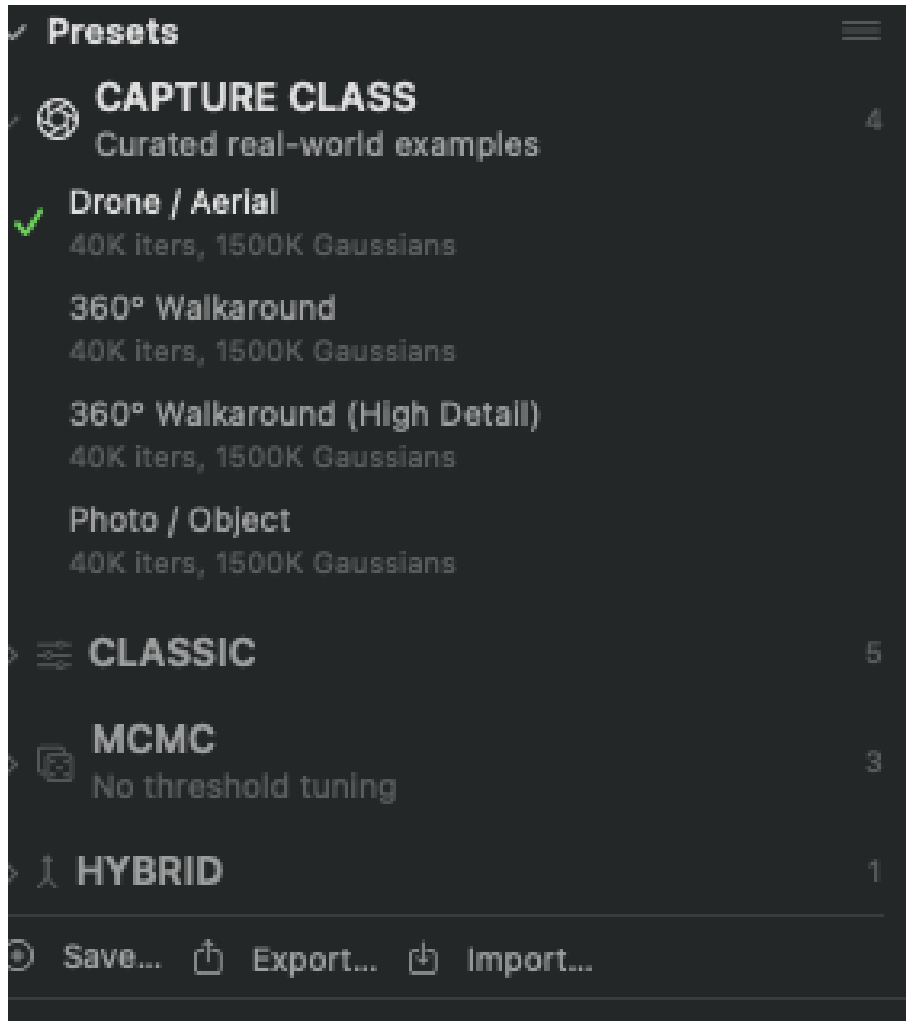 Presets
CAPTURE CLASS
4
Curated real-world examples
Drone / Aerial
40K iters, 1500K Gaussians
360° Walkaround
40K iters, 1500K Gaussians
360° Walkaround (High Detail)
40K iters, 1500K Gaussians
Photo / Object
40K iters, 1500K Gaussians
CLASSIC 5
MCMC
3
No threshold tuning
HYBRID 1
Save... Export... Import...